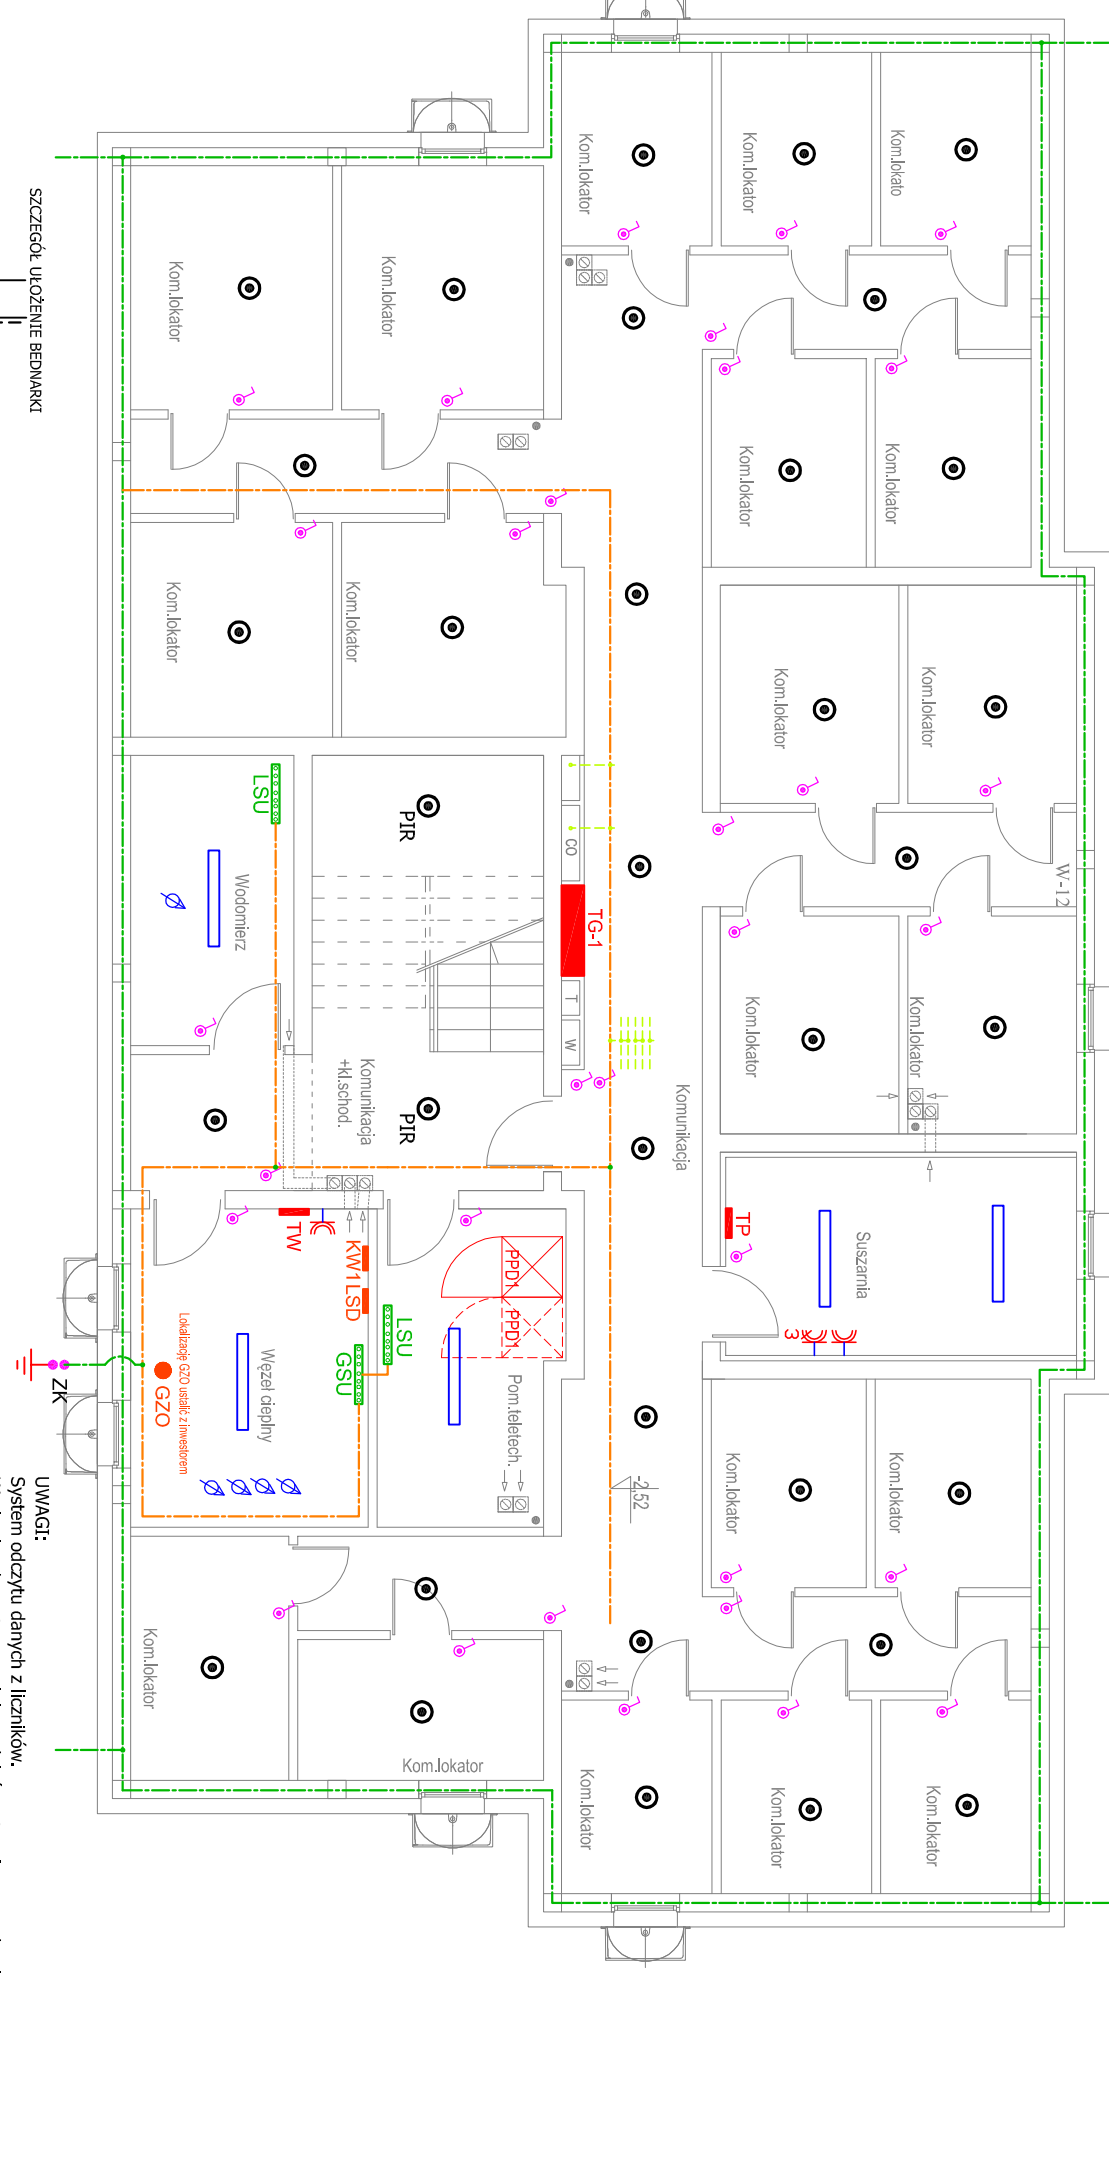 Kom.lokator
Kom.lokator
Kom.lokato
Kom.lokator
Kom.lokator
SZCZEGÓŁ UŁOŻENIE BEDNARKI
Kom.lokator
Kom.lokator
Kom.lokator
Kom.lokator
Kom.lokator
Kom.lokator
LSU
PIR
CO
W-12
Wodomierz
TG-1
T
W
Kom.lokator
Kom.lokator
Komunikacja
+kl.schod.
PIR
Komunikacja
TW
KW1
LSD
PPD1
PPD1
TP
Suszarnia
3
LSU
GSU
Lokalizację GZO ustalić z inwestorem
GZO
ZK
Węzeł cieplny
Pom.teletech.
-2,52
Kom.lokator
Kom.lokator
UWAGI:
System odczytu danych z liczników.
Kom.lokator
Kom.lokator
Kom.lokator
Kom.lokator
Kom.lokator